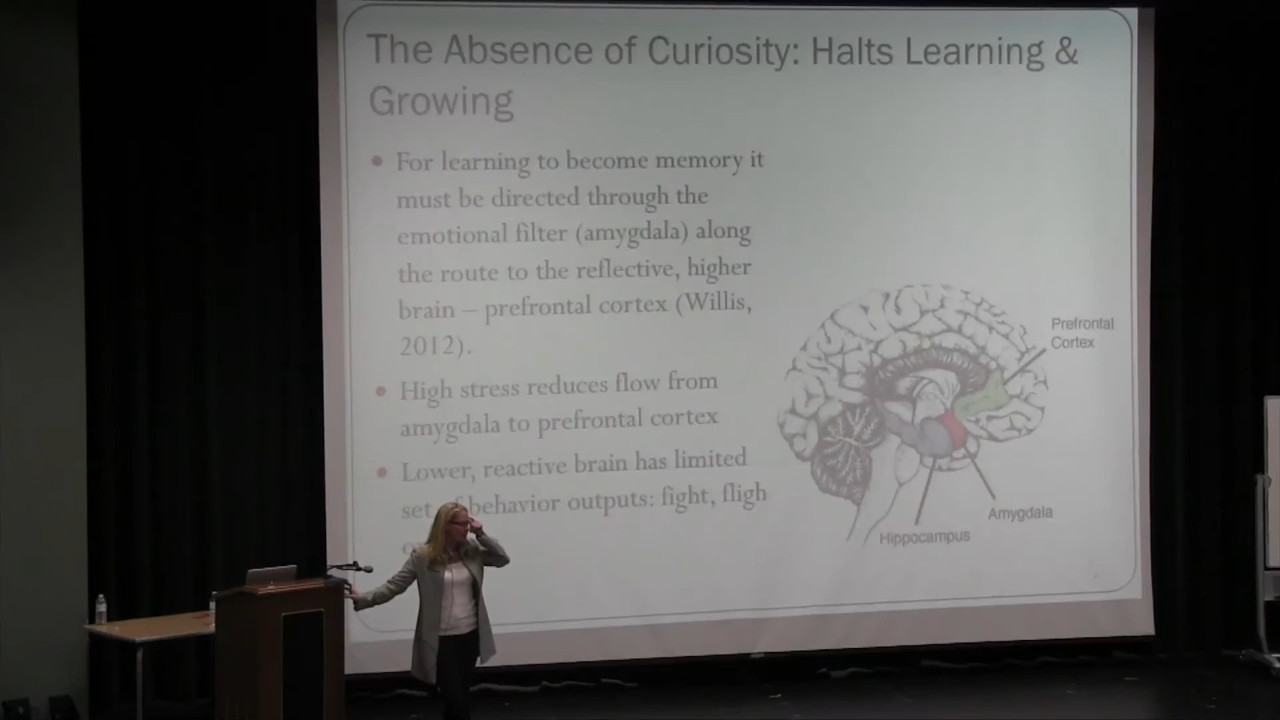 The Absence of Curiosity: Halts Learning &
Growing
• For learning to become memory it
must be directed through the
emotional filter (amygdala) along
the route to the reflective, higher
brain – prefrontal cortex (Willis,
2012).
• High stress reduces flow from
amygdala to prefrontal cortex
• Lower, reactive brain has limited
set behavior outputs: fight, fligh
Prefrontal
Cortex
Amygdala
Hippocampus